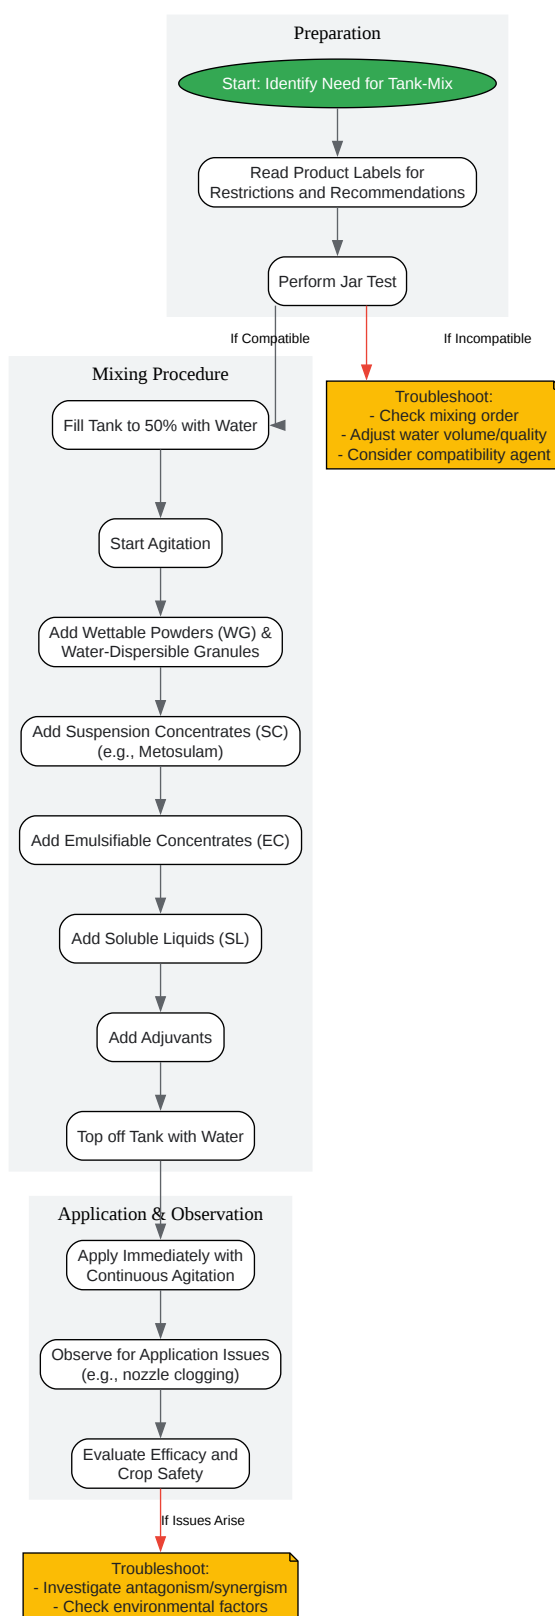 Preparation
Start: Identify Need for Tank-Mix
Read Product Labels for
Restrictions and Recommendations
Perform Jar Test
If Compatible
If Incompatible
Troubleshoot:
- Check mixing order
- Adjust water volume/quality
- Consider compatibility agent
Mixing Procedure
Fill Tank to 50% with Water
Start Agitation
Add Wettable Powders (WG) &
Water-Dispersible Granules
Add Suspension Concentrates (SC)
(e.g., Metosulam)
Add Emulsifiable Concentrates (EC)
Add Soluble Liquids (SL)
Add Adjuvants
Top off Tank with Water
Application & Observation
Apply Immediately with
Continuous Agitation
Observe for Application Issues
(e.g., nozzle clogging)
Evaluate Efficacy and
Crop Safety
If Issues Arise
Troubleshoot:
- Investigate antagonism/synergism
- Check environmental factors